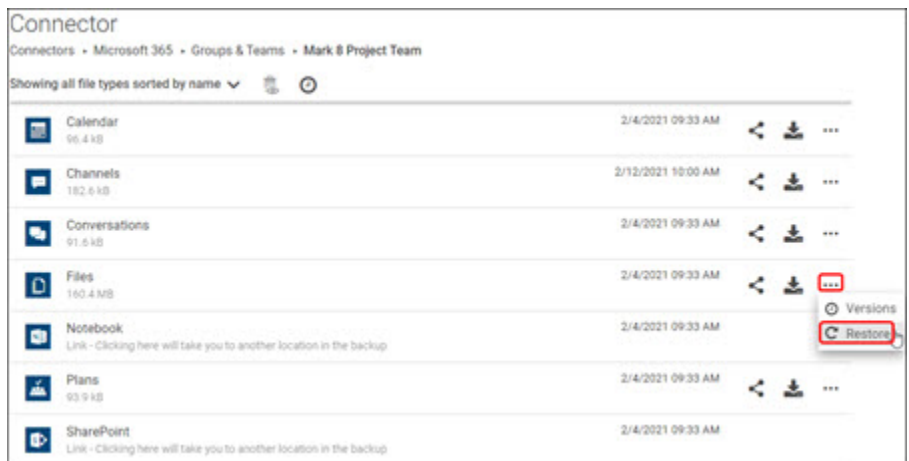 Connector
Connectors • Microsoft 365 • Groups & Teams • Mark 8 Project Team
Showing all file types sorted by name
Calendar 2/4/2021 09:33 AM
96.4 kB
Channels 2/12/2021 10:00 AM
182.6 kB
Conversations 2/4/2021 09:33 AM
91.6 kB
Files 2/4/2021 09:33 AM
160.4 MB
Versions
Notebook 2/4/2021 09:33 AM
Restore
Link - Clicking here will take you to another location in the backup
Plans 2/4/2021 09:33 AM
93.9 kB
SharePoint 2/4/2021 09:33 AM
Link - Clicking here will take you to another location in the backup